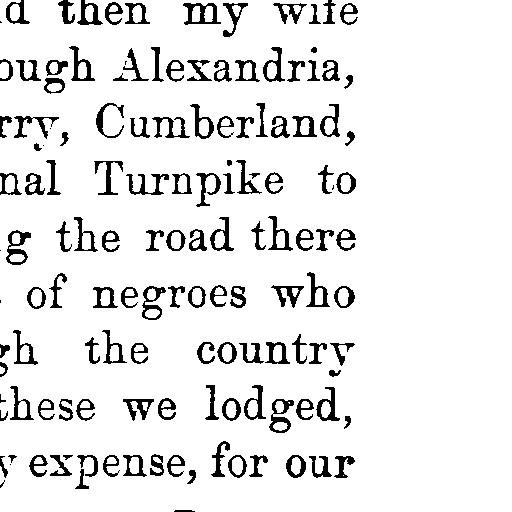 then my wife
ough Alexandria,
rry, Cumberland,
nal Turnpike to
g the road there
of negroes who
gh the country
these we lodged,
y expense, for our